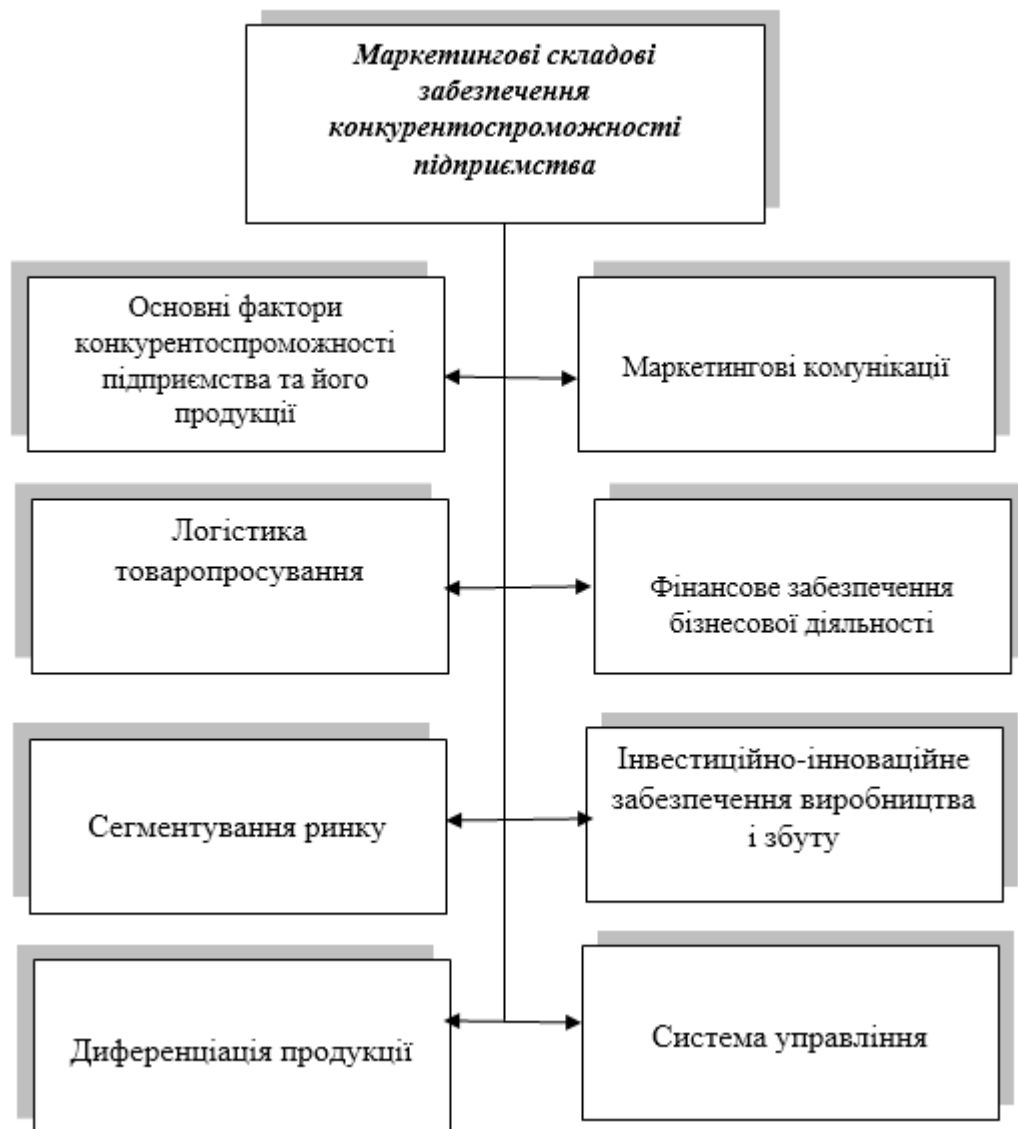 Маркетингові складові
забезпечення
конкурентоспроможності
підприємства
Основні фактори
конкурентоспроможності
підприємства та його
продукції
Маркетингові комунікації
Логістика
товаропросування
Фінансове забезпечення
бізнесової діяльності
Сегментування ринку
Інвестиційно-інноваційне
забезпечення виробництва
і збуту
Диференціація продукції
Система управління